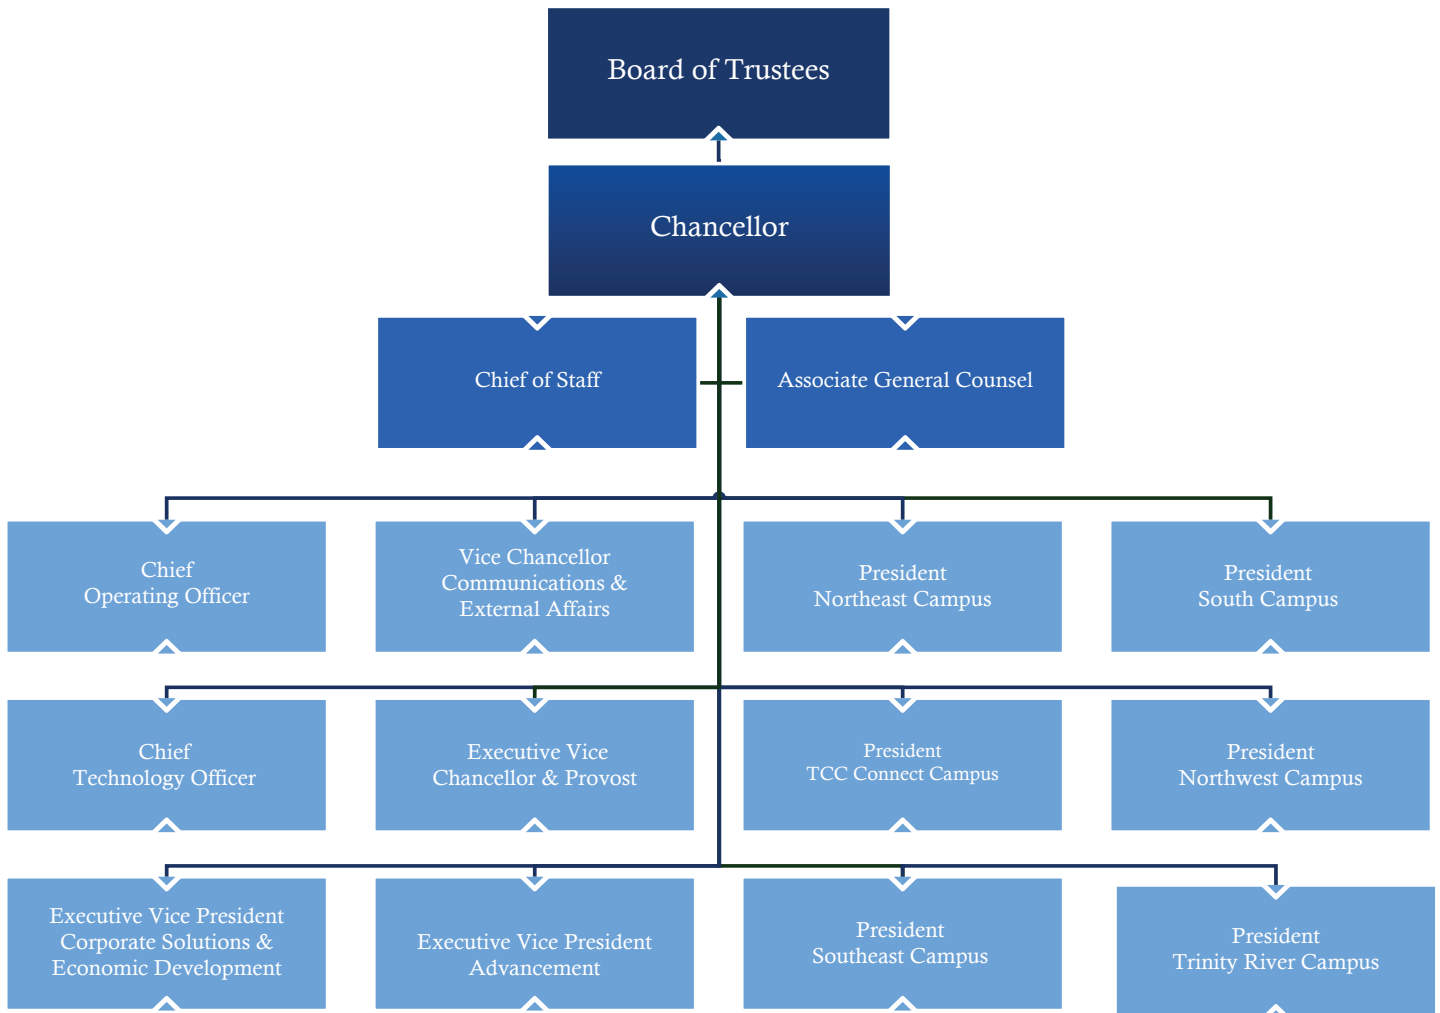 Board of Trustees
Chancellor
Chief of Staff
Associate General Counsel
Chief
Operating Officer
Vice Chancellor
Communications &
External Affairs
President
Northeast Campus
President
South Campus
Chief
Technology Officer
Executive Vice
Chancellor & Provost
President
TCC Connect Campus
President
Northwest Campus
Executive Vice President
Corporate Solutions &
Economic Development
Executive Vice President
Advancement
President
Southeast Campus
President
Trinity River Campus